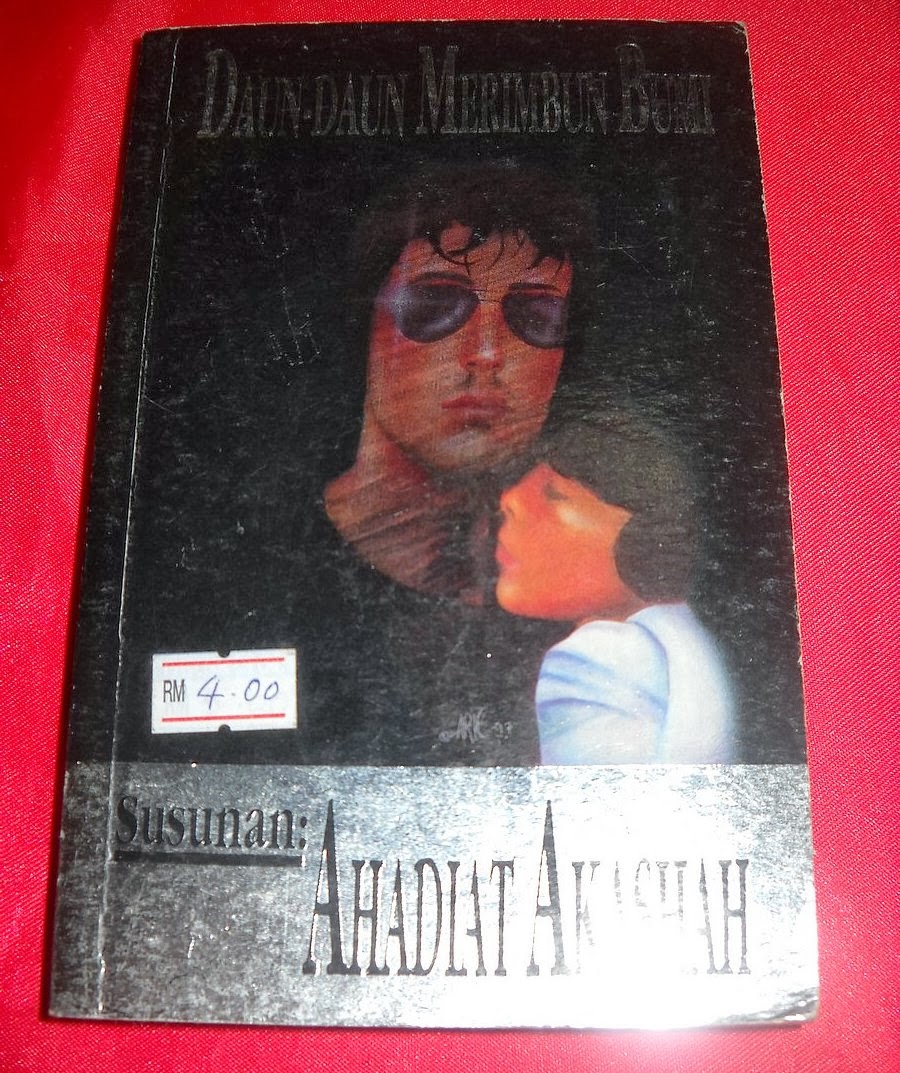 DAUN-DAUN MERIMBUN BUMI
RM 4.00
Susunan:
AHADIAT AKASHAH